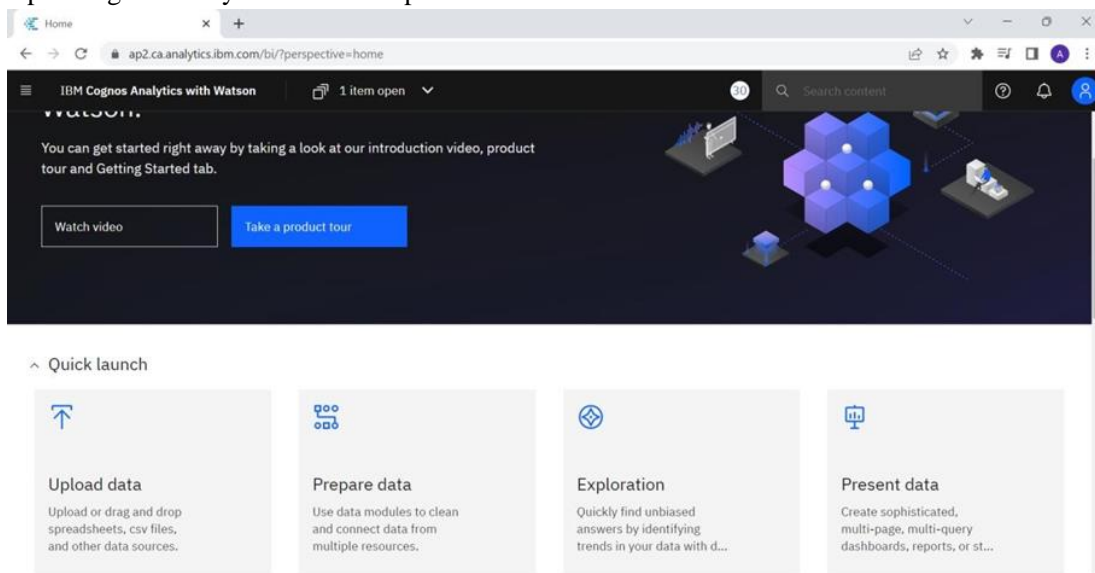 Home
ap2.ca.analytics.ibm.com/bi/?perspective=home
A
IBM Cognos Analytics with Watson
1 item open
30
Search content
Watson.
You can get started right away by taking a look at our introduction video, product
tour and Getting Started tab.
Watch video
Take a product tour
Quick launch
Upload data
Upload or drag and drop
spreadsheets, csv files,
and other data sources.
Prepare data
Use data modules to clean
and connect data from
multiple resources.
Exploration
Quickly find unbiased
answers by identifying
trends in your data with d...
Present data
Create sophisticated,
multi-page, multi-query
dashboards, reports, or st...